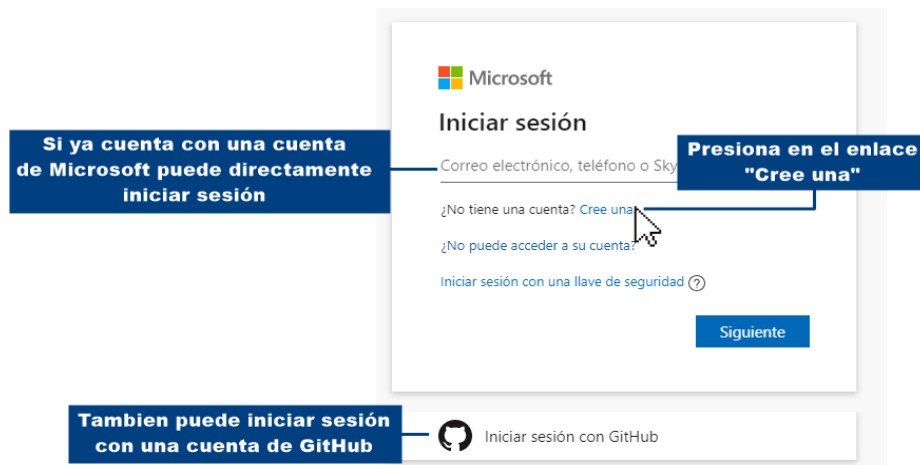 Microsoft
Iniciar sesión
Si ya cuenta con una cuenta
de Microsoft puede directamente
iniciar sesión
Correo electrónico, teléfono o Sky
Presiona en el enlace
"Cree una"
¿No tiene una cuenta? Cree una
¿No puede acceder a su cuenta?
Iniciar sesión con una llave de seguridad ?
Siguiente
Tambien puede iniciar sesión
con una cuenta de GitHub
Iniciar sesión con GitHub